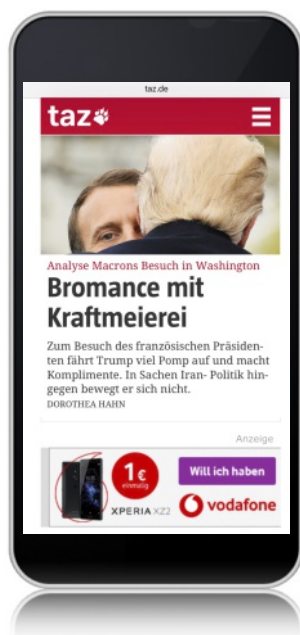 taz.de
taz
Analyse Macrons Besuch in Washington
Bromance mit
Kraftmeierei
Zum Besuch des französischen Präsiden-
ten fährt Trump viel Pomp auf und macht
Komplimente. In Sachen Iran- Politik hin-
gegen bewegt er sich nicht.
DOROTHEA HAHN
Anzeige
1€
einmalig
Will ich haben
XPERIA XZ2
vodafone